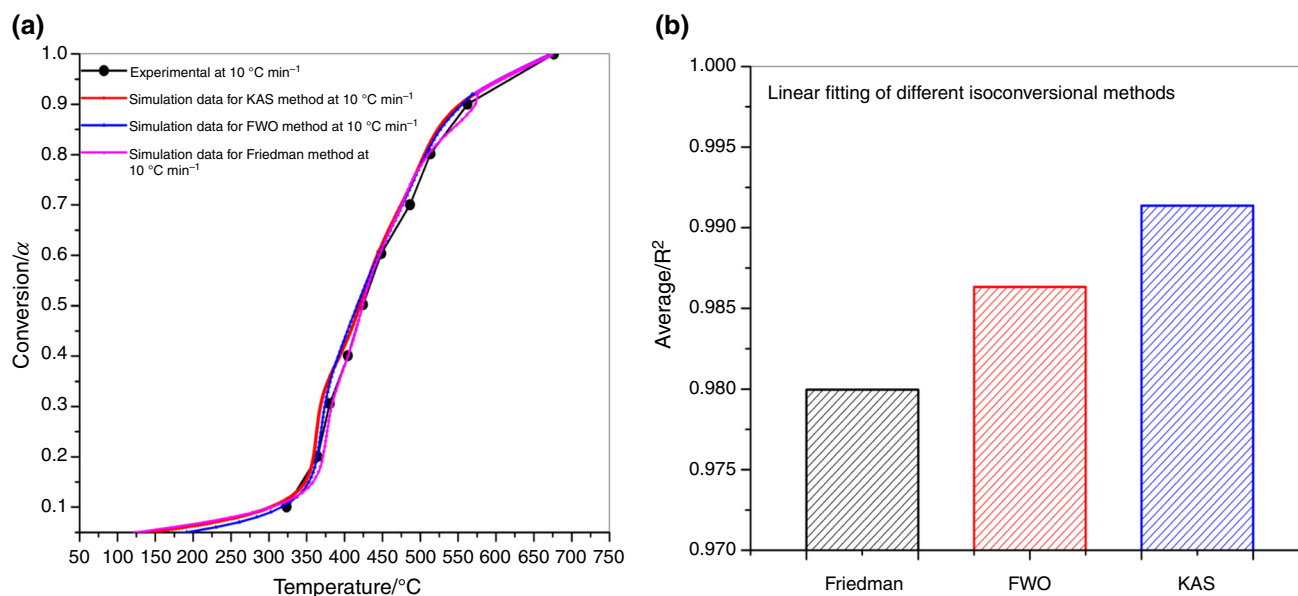 (a)
1.0
0.9
0.8
0.7
0.6
0.5
0.4
0.3
0.2
0.1
Conversion/α
Experimental at 10 °C min⁻¹
Simulation data for KAS method at 10 °C min⁻¹
Simulation data for FWO method at 10 °C min⁻¹
Simulation data for Friedman method at
10 °C min⁻¹
50 100 150 200 250 300 350 400 450 500 550 600 650 700 750
Temperature/°C
(b)
1.000
0.995
0.990
0.985
0.980
0.975
0.970
Average/R²
Linear fitting of different isoconversional methods
Friedman FWO KAS